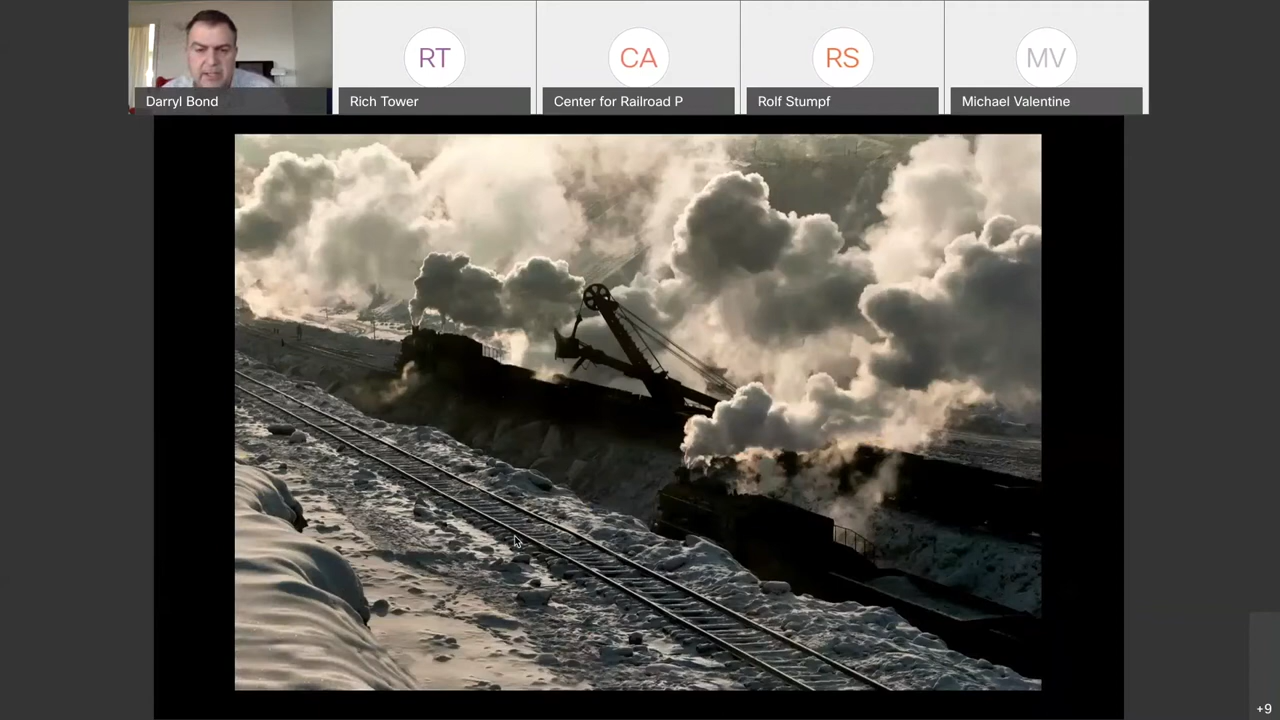 RT
CA
RS
MV
Darryl Bond
Rich Tower
Center for Railroad P
Rolf Stumpf
Michael Valentine
+9